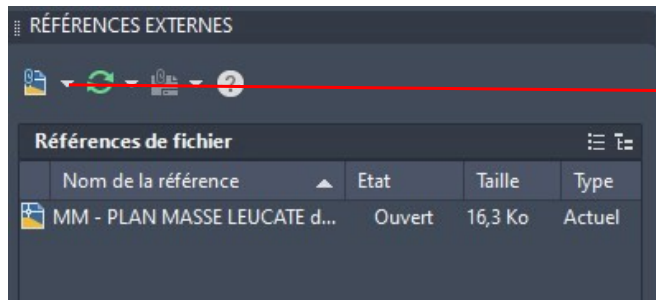 RÉFÉRENCES EXTERNES
Références de fichier
Nom de la référence Etat Taille Type
MM - PLAN MASSE LEUCATE d... Ouvert 16,3 Ko Actuel